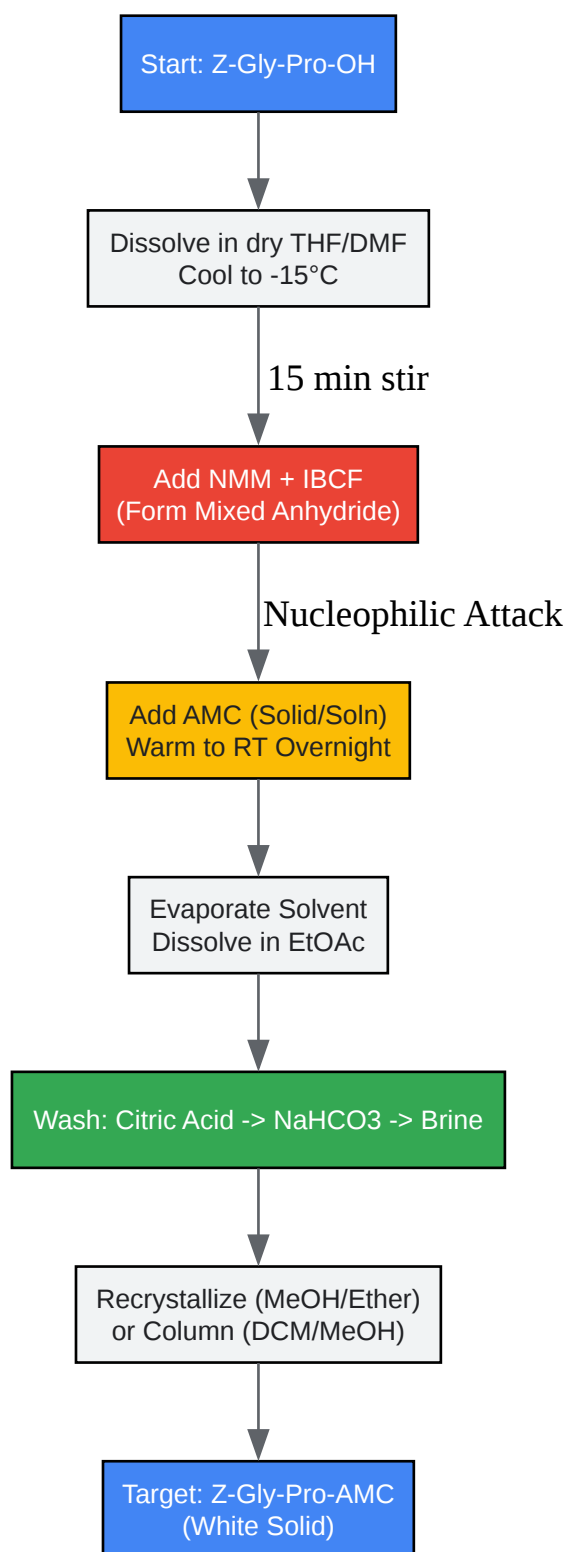 Start: Z-Gly-Pro-OH
Dissolve in dry THF/DMF
Cool to -15°C
15 min stir
Add NMM + IBCF
(Form Mixed Anhydride)
Nucleophilic Attack
Add AMC (Solid/Soln)
Warm to RT Overnight
Evaporate Solvent
Dissolve in EtOAc
Wash: Citric Acid -> NaHCO3 -> Brine
Recrystallize (MeOH/Ether)
or Column (DCM/MeOH)
Target: Z-Gly-Pro-AMC
(White Solid)